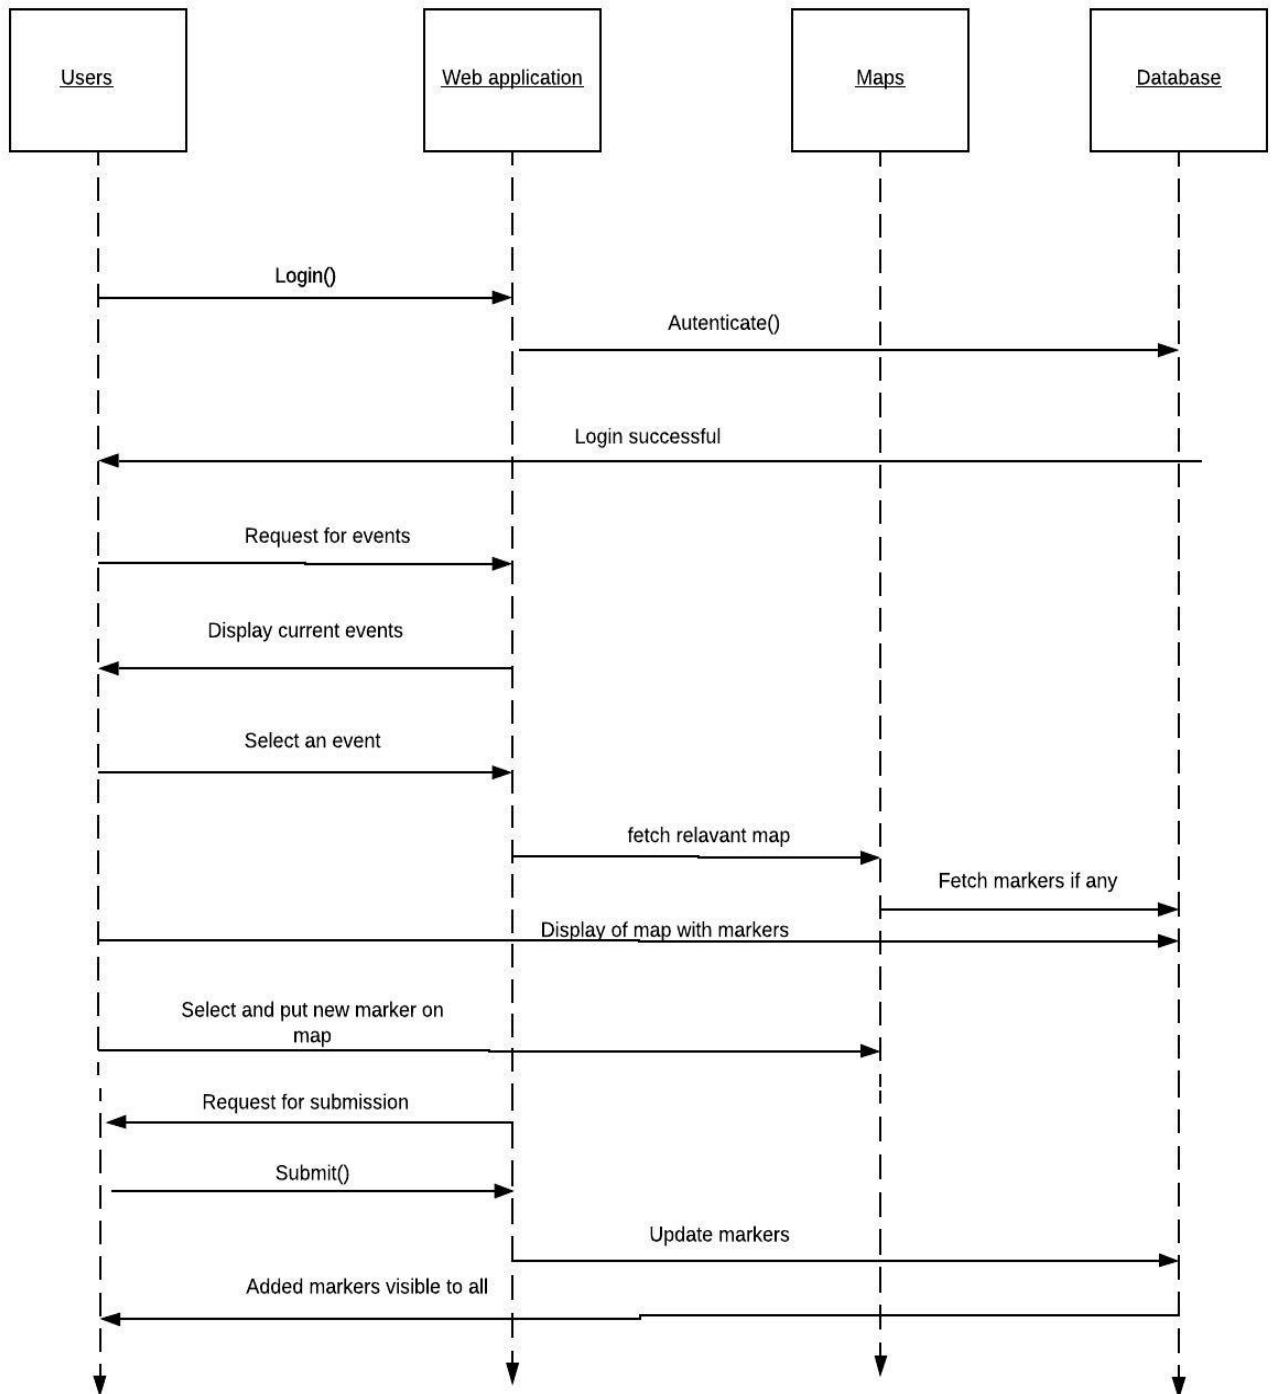 Users
Web application
Maps
Database
Login()
Autenticate()
Login successful
Request for events
Display current events
Select an event
fetch relavant map
Fetch markers if any
Display of map with markers
Select and put new marker on
map
Request for submission
Submit()
Update markers
Added markers visible to all